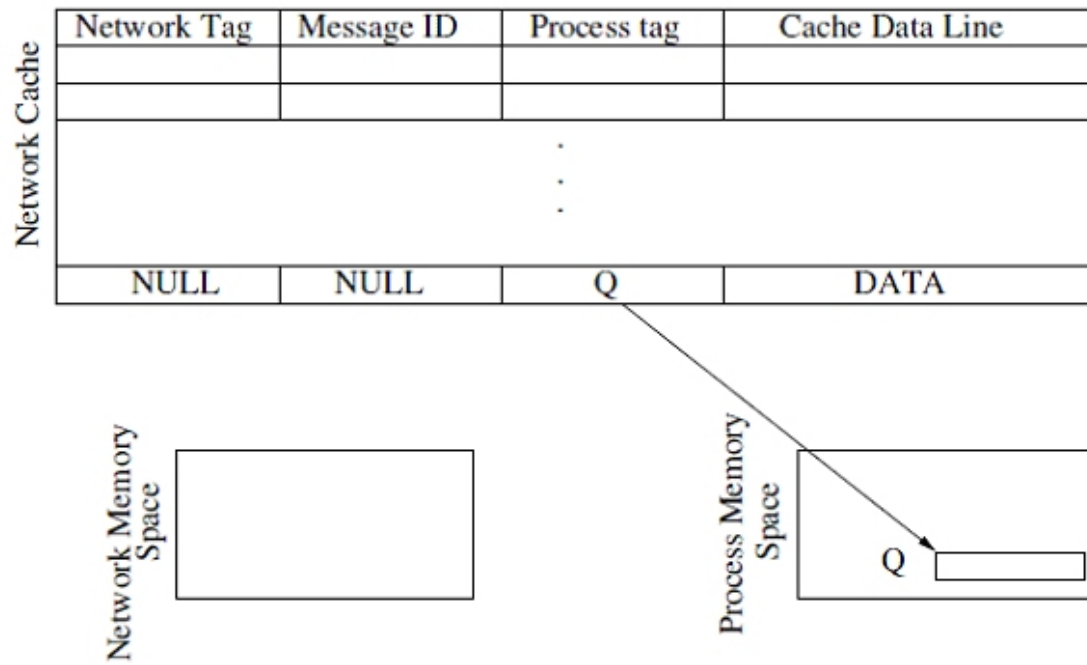 Network Tag Message ID Process tag Cache Data Line
Network Cache
NULL NULL Q DATA
Network Memory
Space
Process Memory
Space
Q